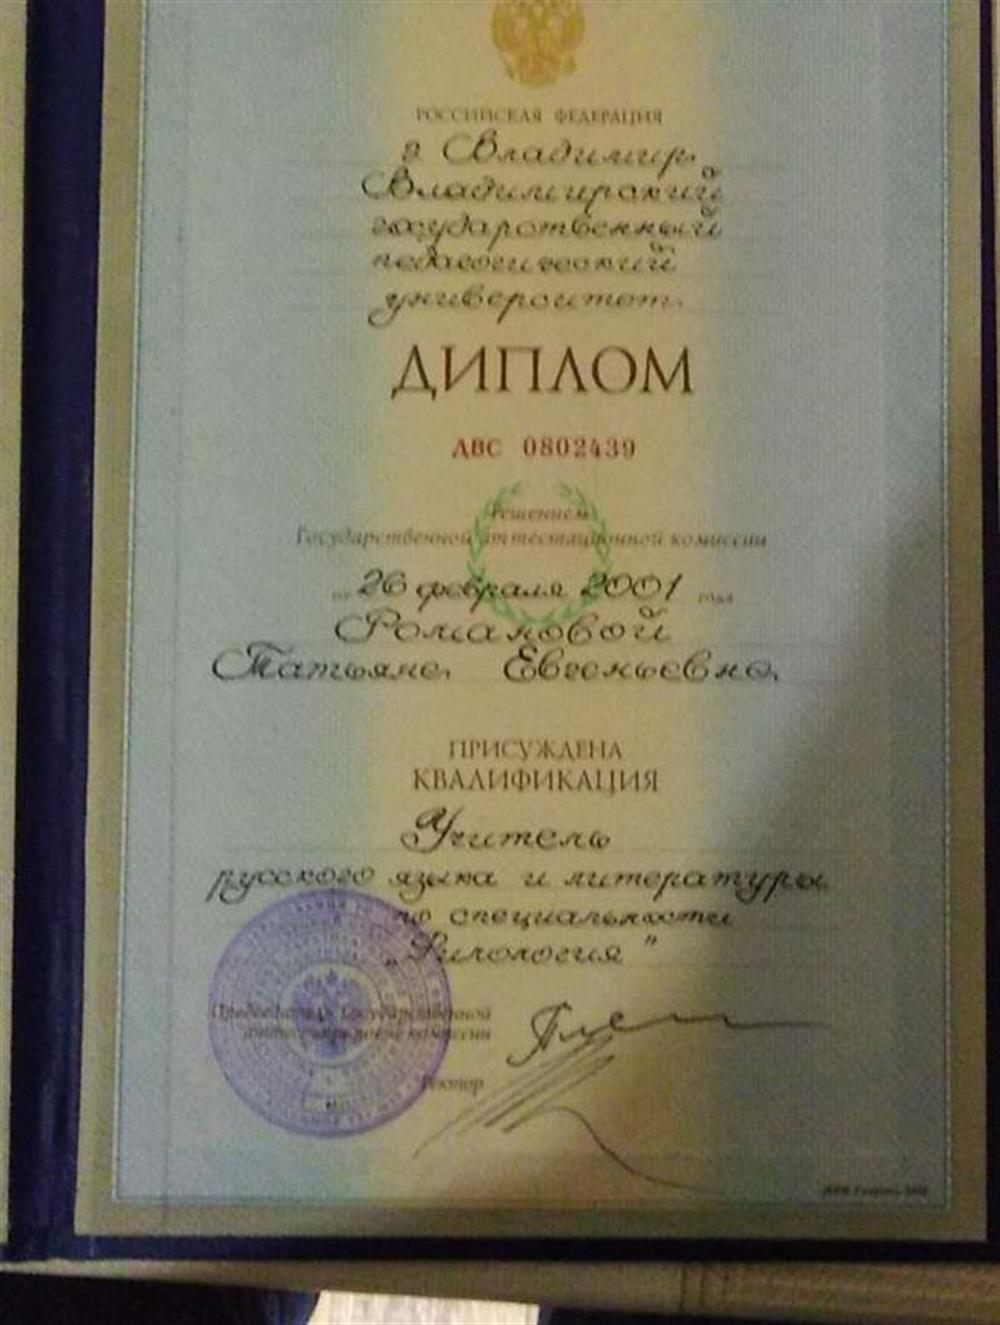 РОССИЙСКАЯ ФЕДЕРАЦИЯ
г. Владимир
Владимирский
государственный
педагогический
университет
ДИПЛОМ
АВС 0802439
Решением
Государственной аттестационной комиссии
от 26 февраля 2001 года
Романовой
Татьяне Евгеньевне
ПРИСУЖДЕНА
КВАЛИФИКАЦИЯ
Учитель
русского языка и литературы
по специальности
„Филология"
Председатель Государственной
аттестационной комиссии
Ректор